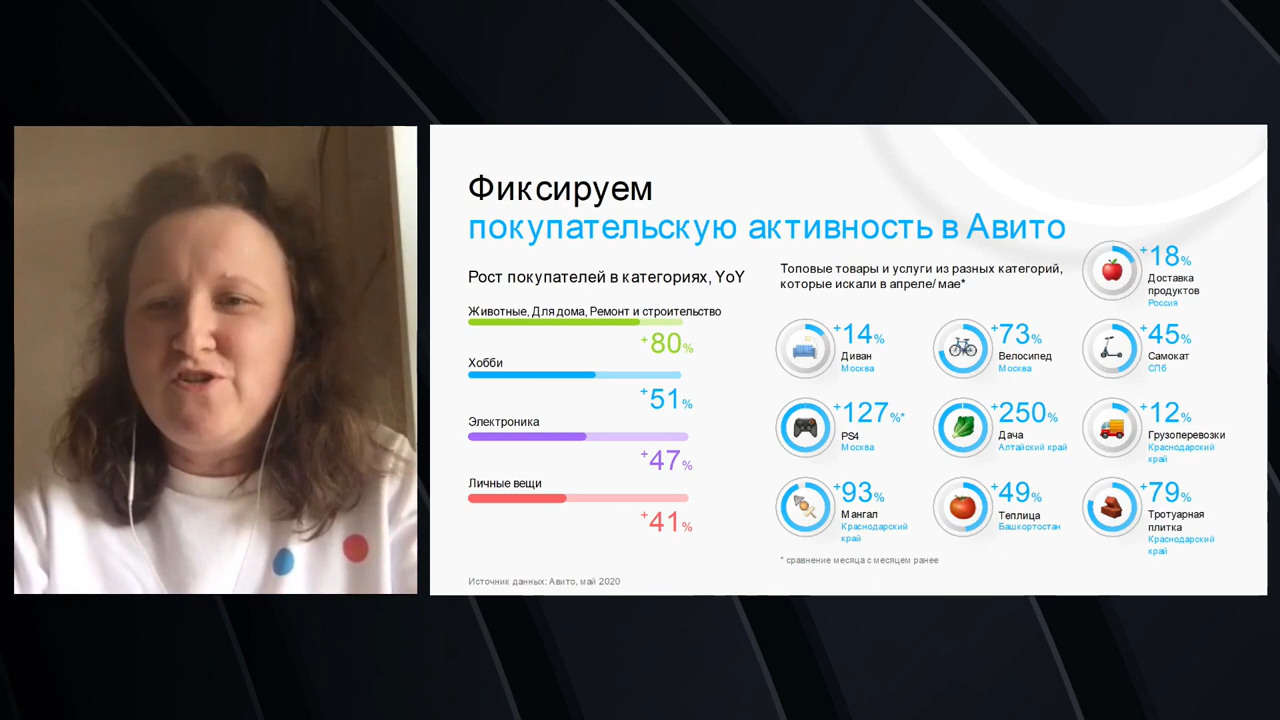 Фиксируем
покупательскую активность в Авито
Рост покупателей в категориях, YoY
Животные, Для дома, Ремонт и строительство
+80%
Хобби
+51%
Электроника
+47%
Личные вещи
+41%
Источник данных: Авито, май 2020
Топовые товары и услуги из разных категорий,
которые искали в апреле/ мае*
+18%
Доставка
продуктов
Россия
+14%
Диван
Москва
+73%
Велосипед
Москва
+45%
Самокат
СПб
+127%*
PS4
Москва
+250%
Дача
Алтайский край
+12%
Грузоперевозки
Краснодарский
край
+93%
Мангал
Краснодарский
край
+49%
Теплица
Башкортостан
+79%
Тротуарная
плитка
Краснодарский
край
* сравнение месяца с месяцем ранее